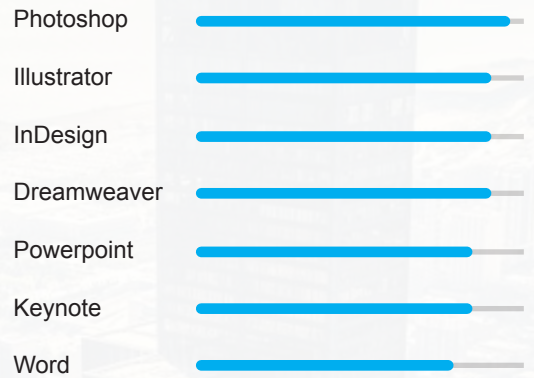 Photoshop
Illustrator
InDesign
Dreamweaver
Powerpoint
Keynote
Word